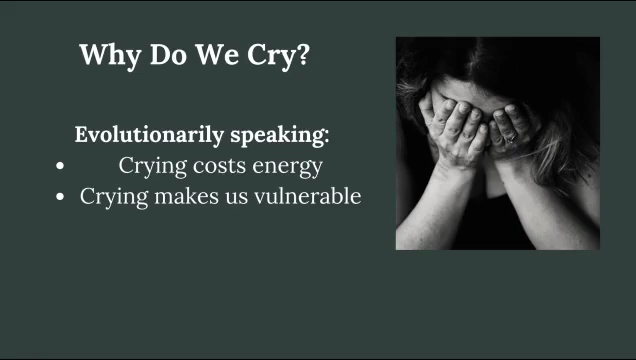 Why Do We Cry?
Evolutionarily speaking:
• Crying costs energy
• Crying makes us vulnerable